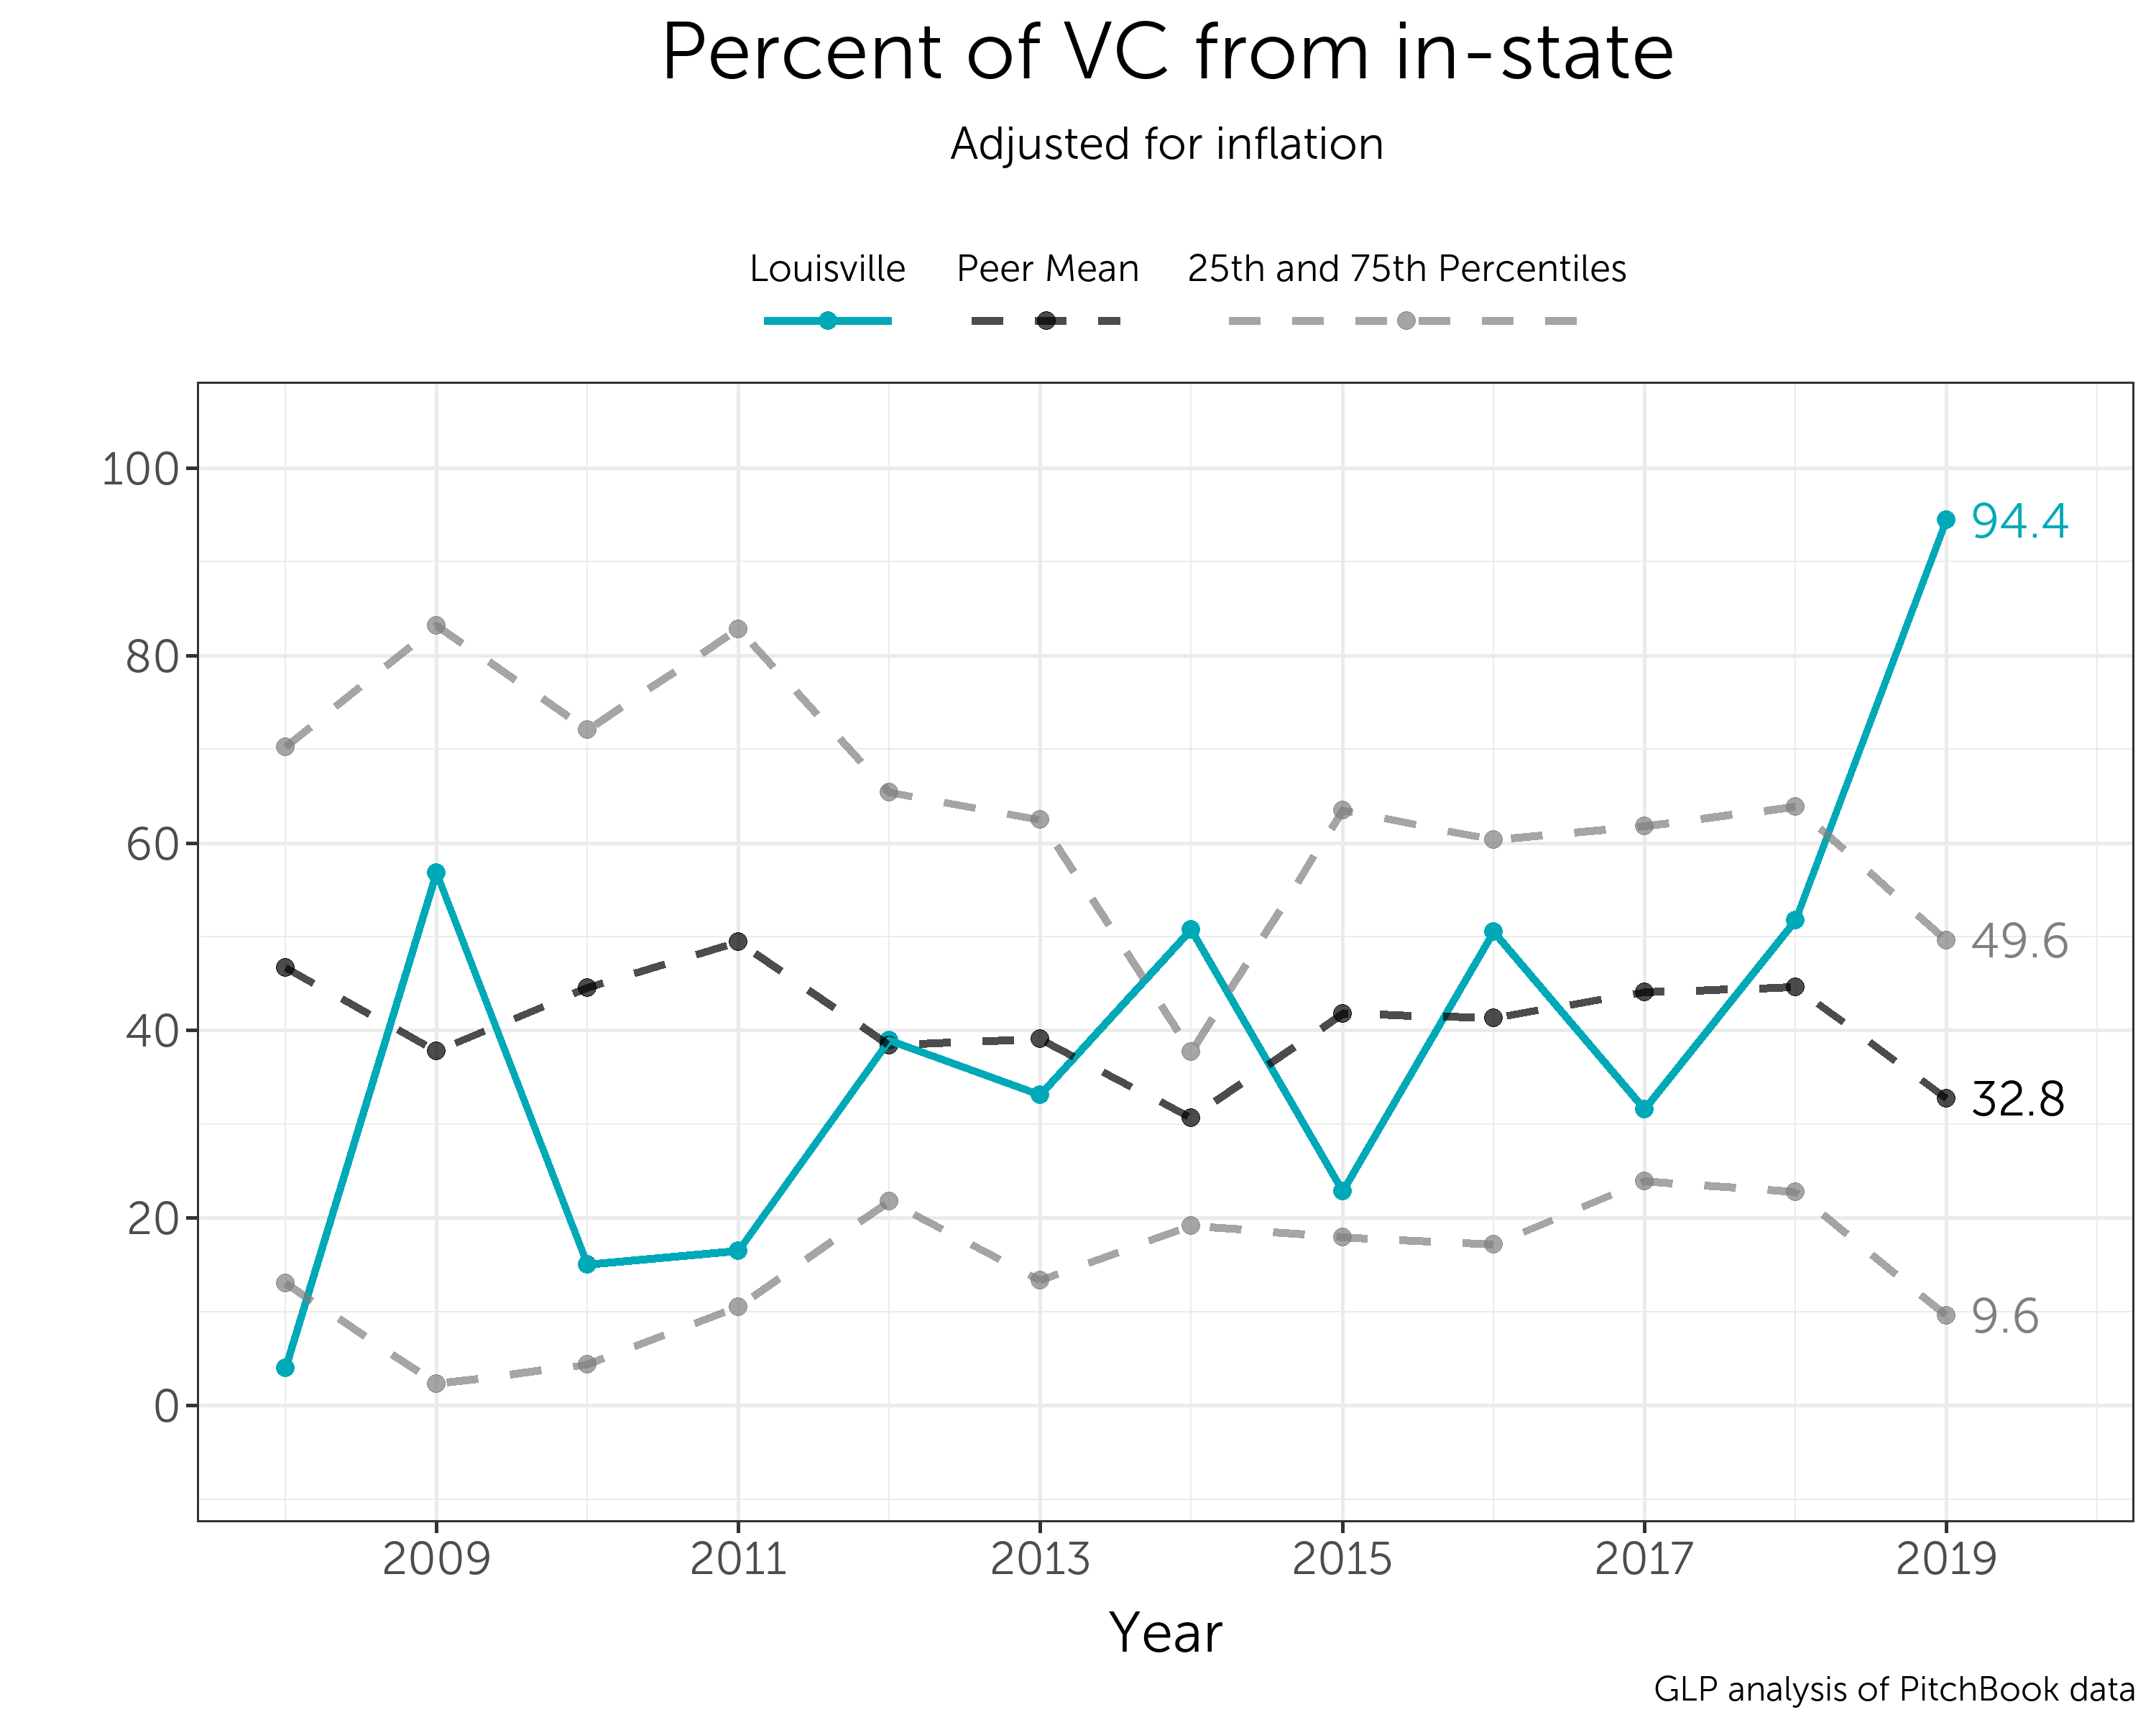 Percent of VC from in-state
Adjusted for inflation
Louisville Peer Mean 25th and 75th Percentiles
100
80
60
40
20
0
94.4
49.6
32.8
9.6
2009 2011 2013 2015 2017 2019
Year
GLP analysis of PitchBook data